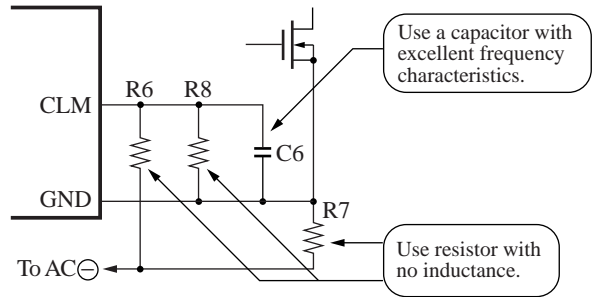 Use a capacitor with
excellent frequency
characteristics.
R6 R8
CLM
C6
GND
R7
To AC⊖
Use resistor with
no inductance.